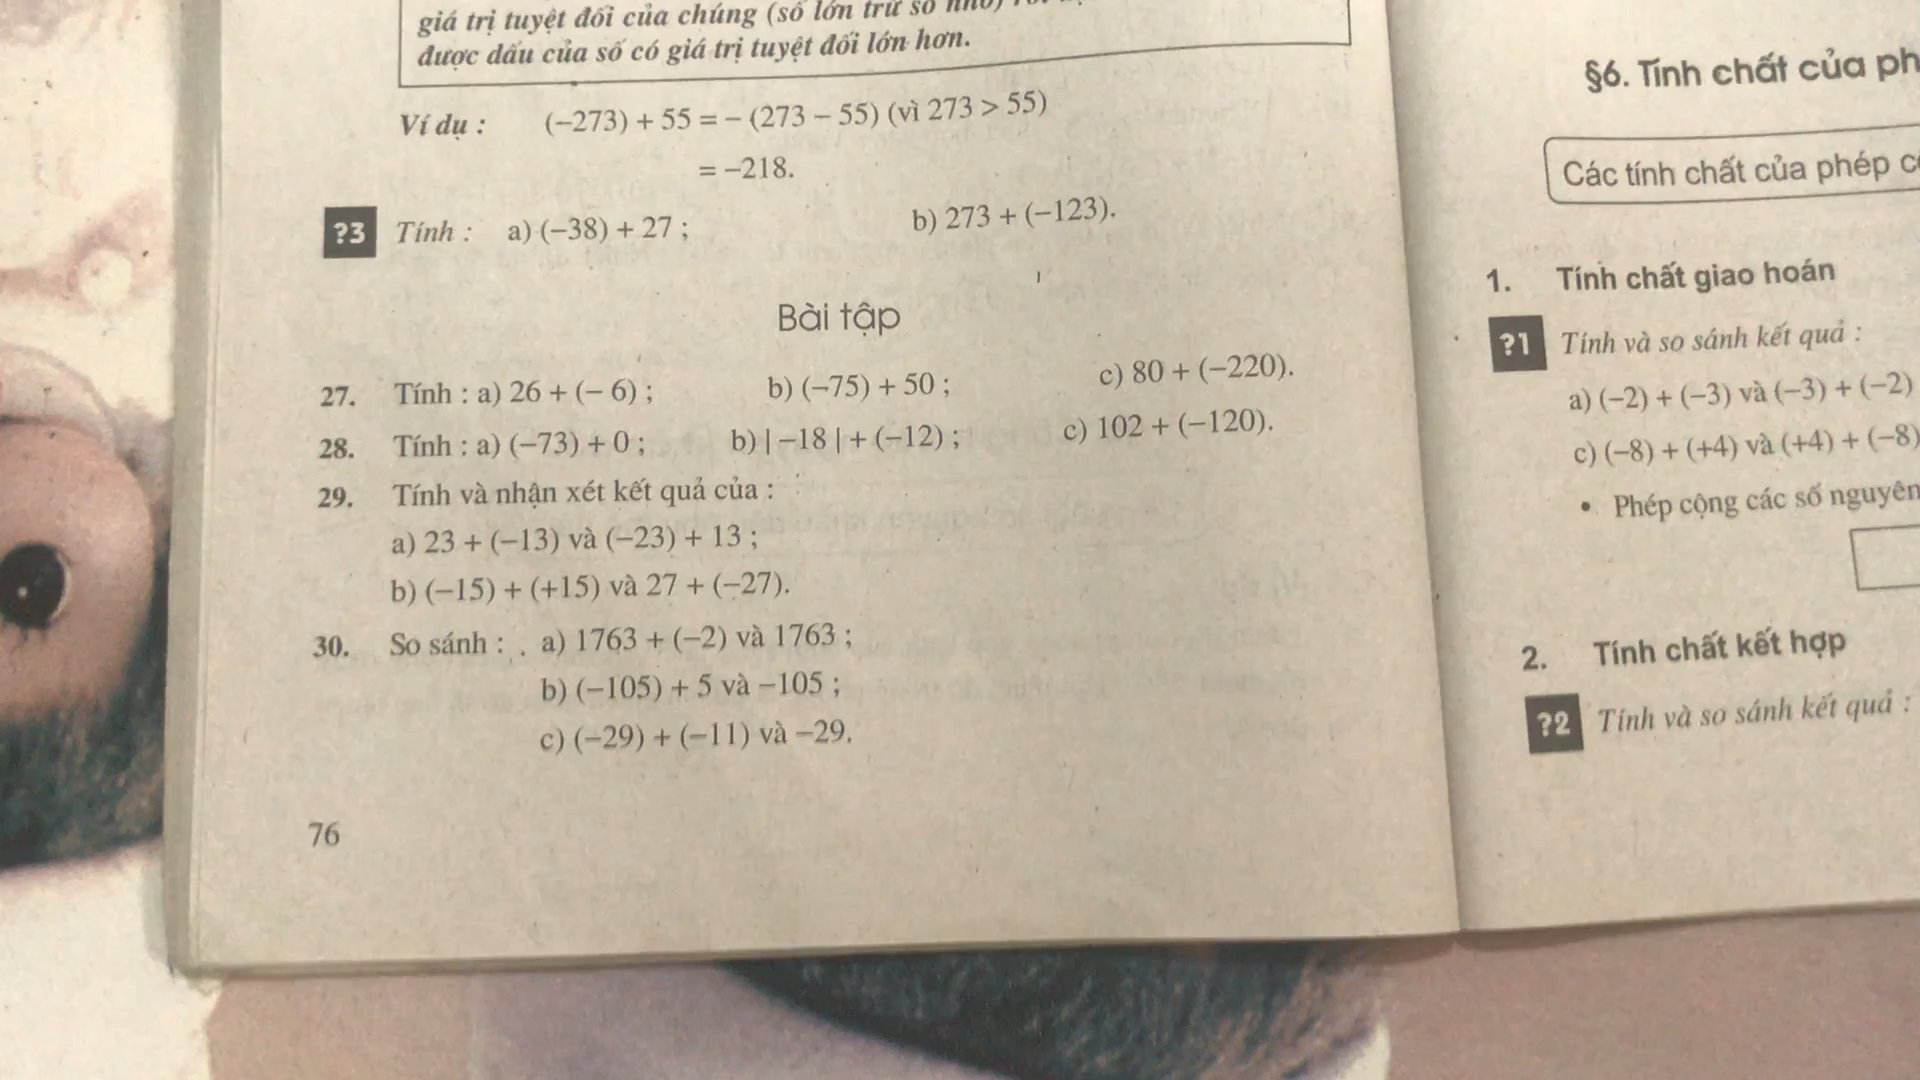 giá trị tuyệt đối của chúng (số lớn trừ số nhỏ)
được dấu của số có giá trị tuyệt đối lớn hơn.
Ví dụ : (−273) + 55 = − (273 − 55) (vì 273 > 55)
= −218.
?3 Tính : a) (−38) + 27 ; b) 273 + (−123).
Bài tập
27. Tính : a) 26 + (− 6) ; b) (−75) + 50 ; c) 80 + (−220).
28. Tính : a) (−73) + 0 ; b) | −18 | + (−12) ; c) 102 + (−120).
29. Tính và nhận xét kết quả của :
a) 23 + (−13) và (−23) + 13 ;
b) (−15) + (+15) và 27 + (−27).
30. So sánh : a) 1763 + (−2) và 1763 ;
b) (−105) + 5 và −105 ;
c) (−29) + (−11) và −29.
76
§6. Tính chất của
Các tính chất của phép
1. Tính chất giao hoán
?1 Tính và so sánh kết quả :
a) (−2) + (−3) và (−3) + (−2)
c) (−8) + (+4) và (+4) + (−8)
• Phép cộng các số nguyên
2. Tính chất kết hợp
?2 Tính và so sánh kết quả :